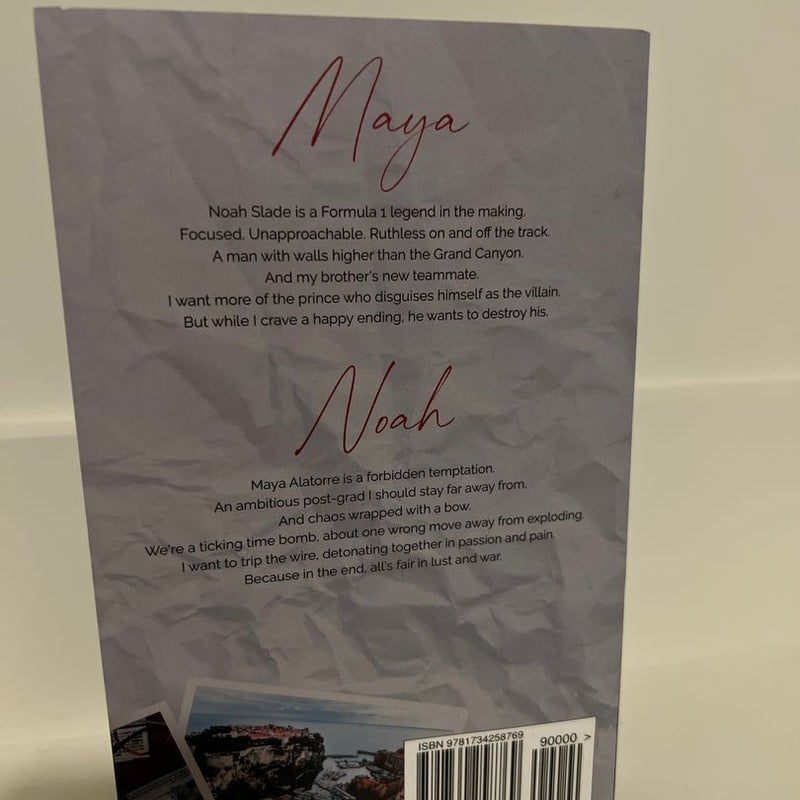 Maya
Noah Slade is a Formula 1 legend in the making.
Focused. Unapproachable. Ruthless on and off the track.
A man with walls higher than the Grand Canyon.
And my brother's new teammate.
I want more of the prince who disguises himself as the villain.
But while I crave a happy ending, he wants to destroy his.
Noah
Maya Alatorre is a forbidden temptation.
An ambitious post-grad I should stay far away from.
And chaos wrapped with a bow.
We're a ticking time bomb, about one wrong move away from exploding.
I want to trip the wire, detonating together in passion and pain.
Because in the end, all's fair in lust and war.
ISBN 9781734258769
90000 >